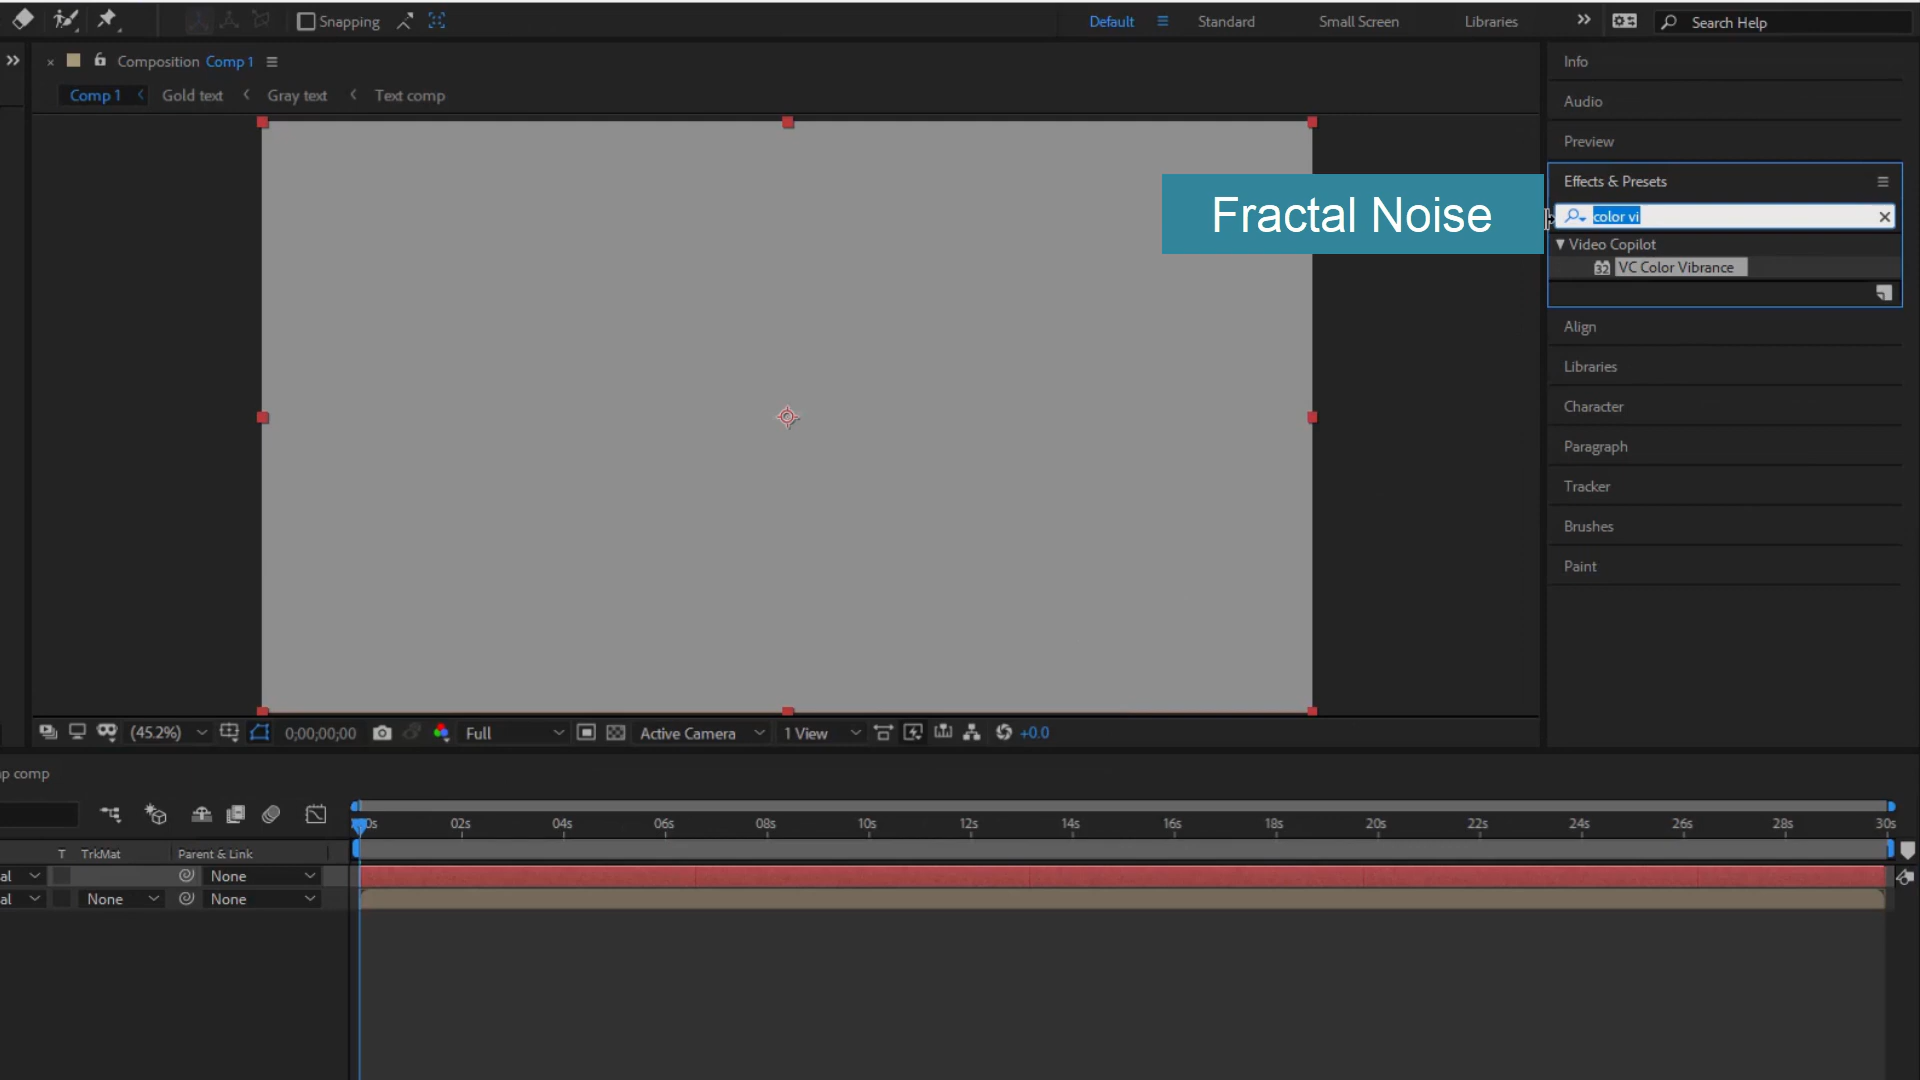 Snapping
Default
Standard
Small Screen
Libraries
Search Help
Composition Comp 1
Comp 1
Gold text
Gray text
Text comp
Info
Audio
Preview
Effects & Presets
color vi
Video Copilot
32 VC Color Vibrance
Fractal Noise
Align
Libraries
Character
Paragraph
Tracker
Brushes
Paint
(45.2%)
0;00;00;00
Full
Active Camera
1 View
+0.0
p comp
00s 02s 04s 06s 08s 10s 12s 14s 16s 18s 20s 22s 24s 26s 28s 30s
T TrkMat Parent & Link
al None
al None None